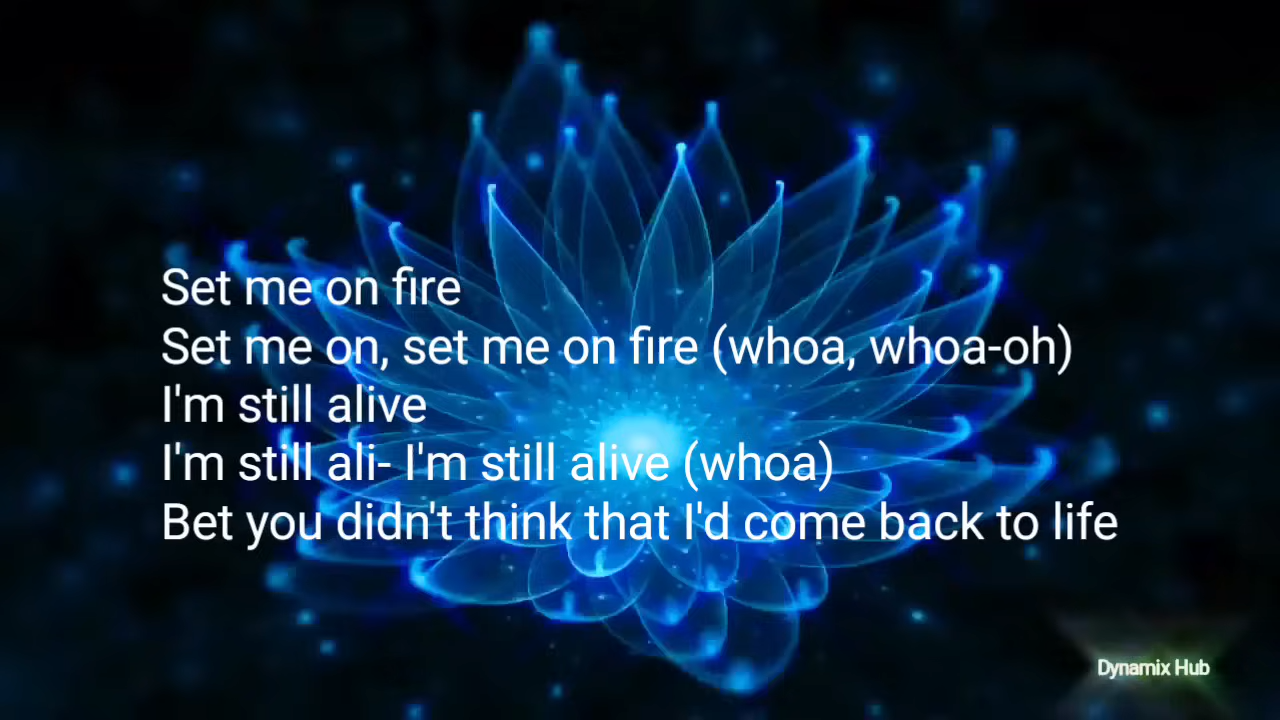 Set me on fire
Set me on, set me on fire (whoa, whoa-oh)
I'm still alive
I'm still ali- I'm still alive (whoa)
Bet you didn't think that I'd come back to life
Dynamix Hub